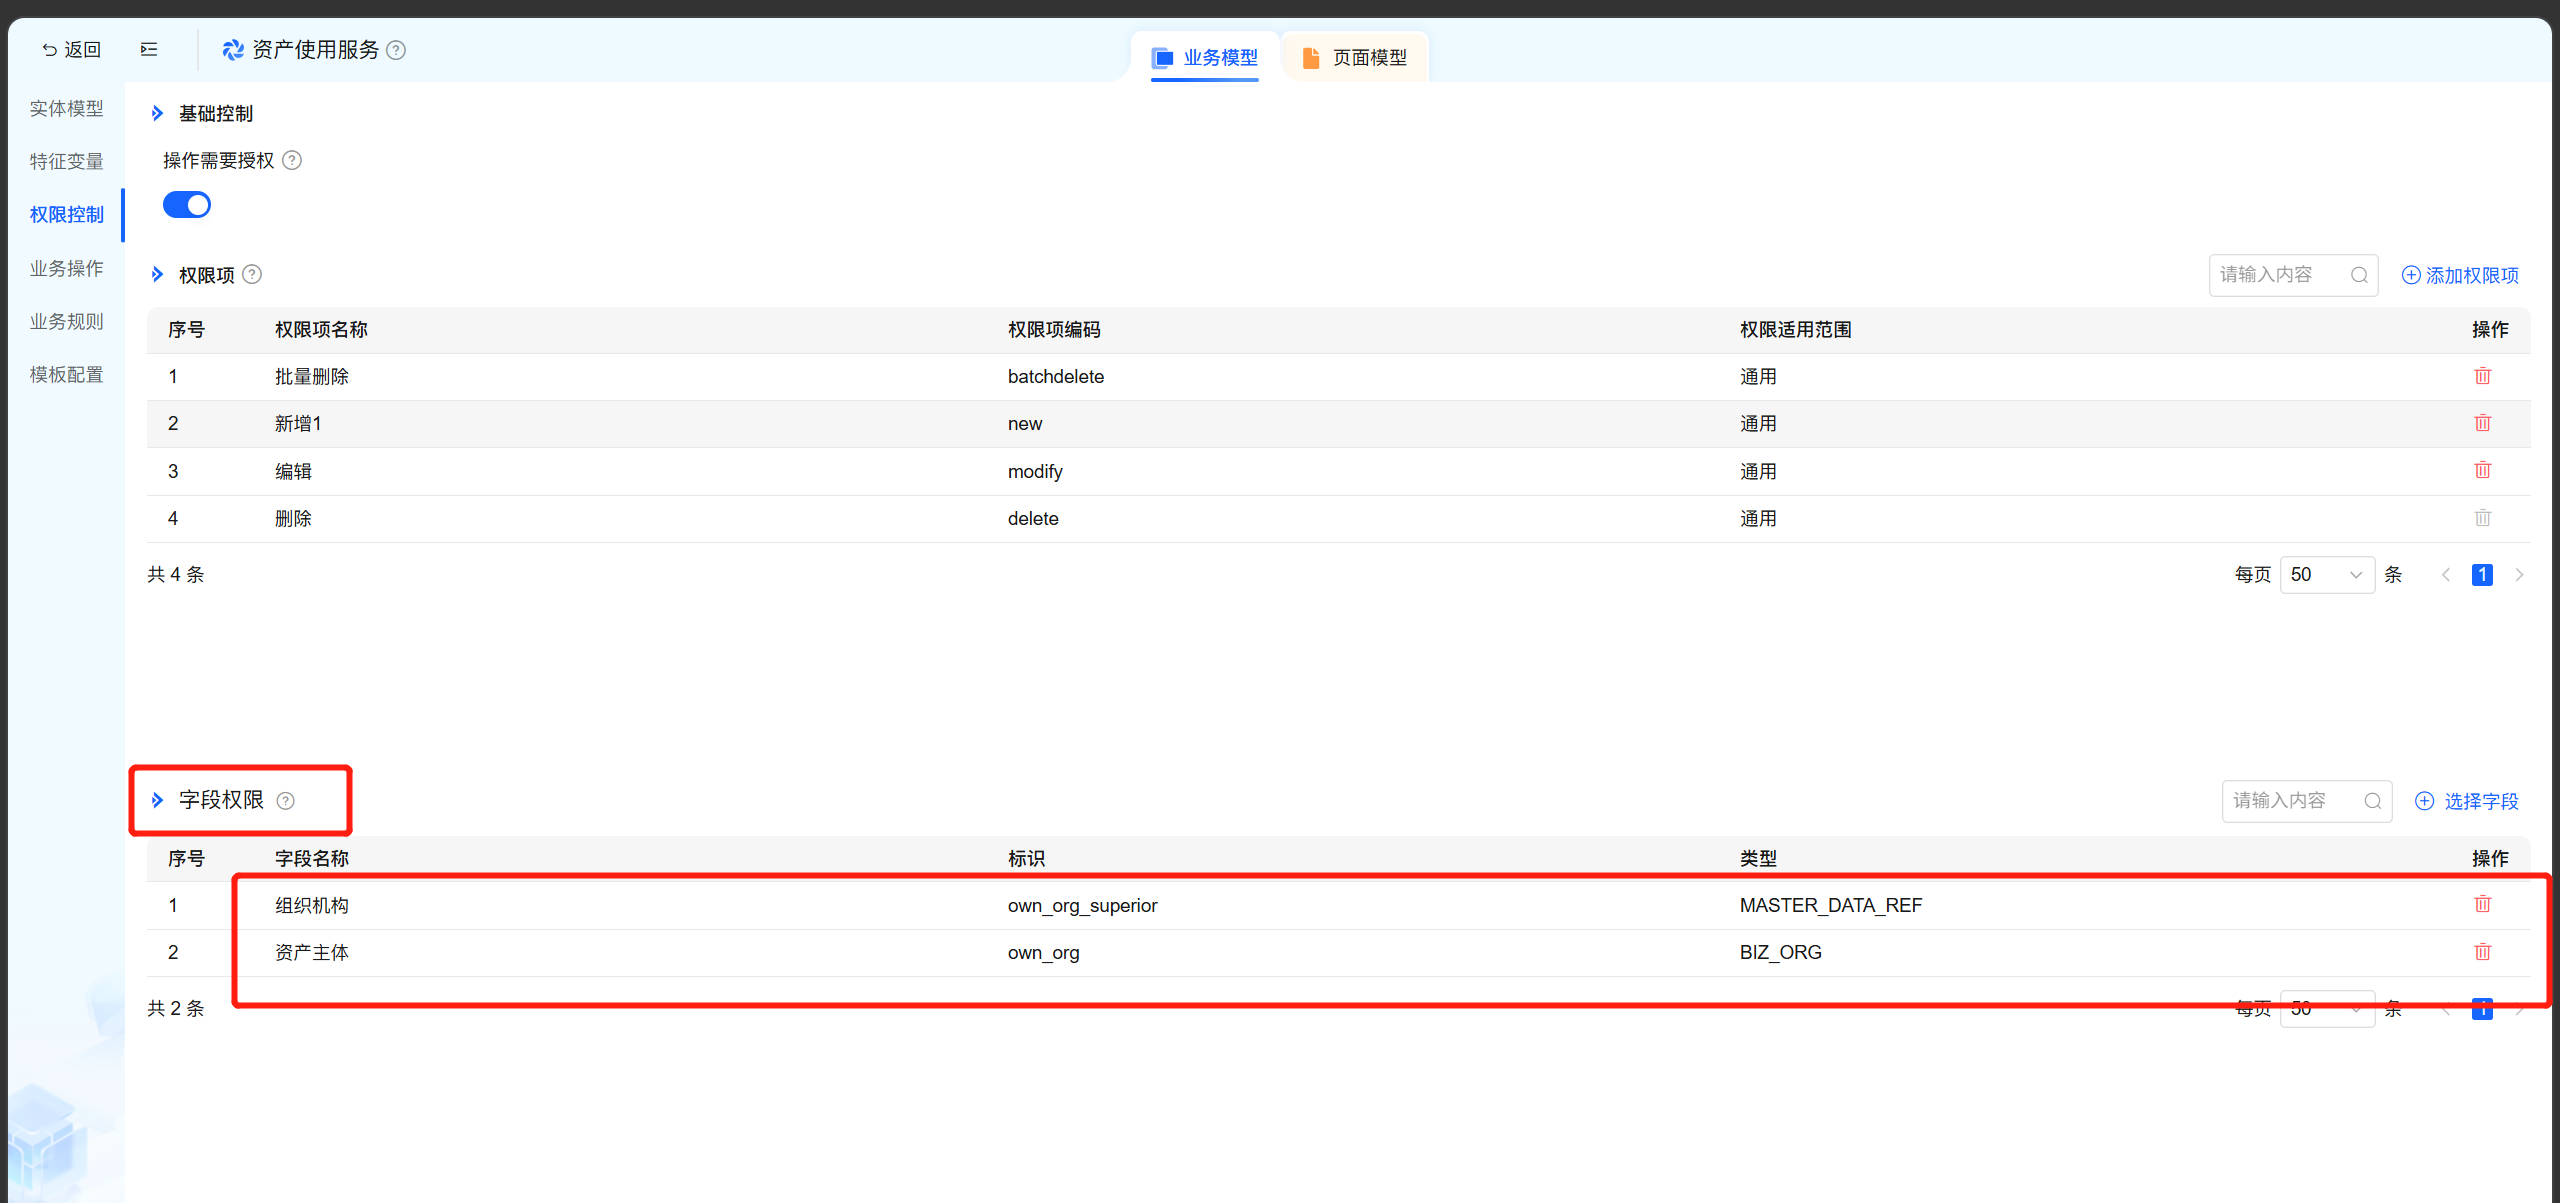 返回
资产使用服务
业务模型
页面模型
实体模型
特征变量
权限控制
业务操作
业务规则
模板配置
基础控制
操作需要授权
权限项
请输入内容
添加权限项
序号 权限项名称 权限项编码 权限适用范围 操作
1 批量删除 batchdelete 通用
2 新增1 new 通用
3 编辑 modify 通用
4 删除 delete 通用
共 4 条
每页 50 条 1
字段权限
请输入内容
选择字段
序号 字段名称 标识 类型 操作
1 组织机构 own_org_superior MASTER_DATA_REF
2 资产主体 own_org BIZ_ORG
共 2 条
每页 50 条 1